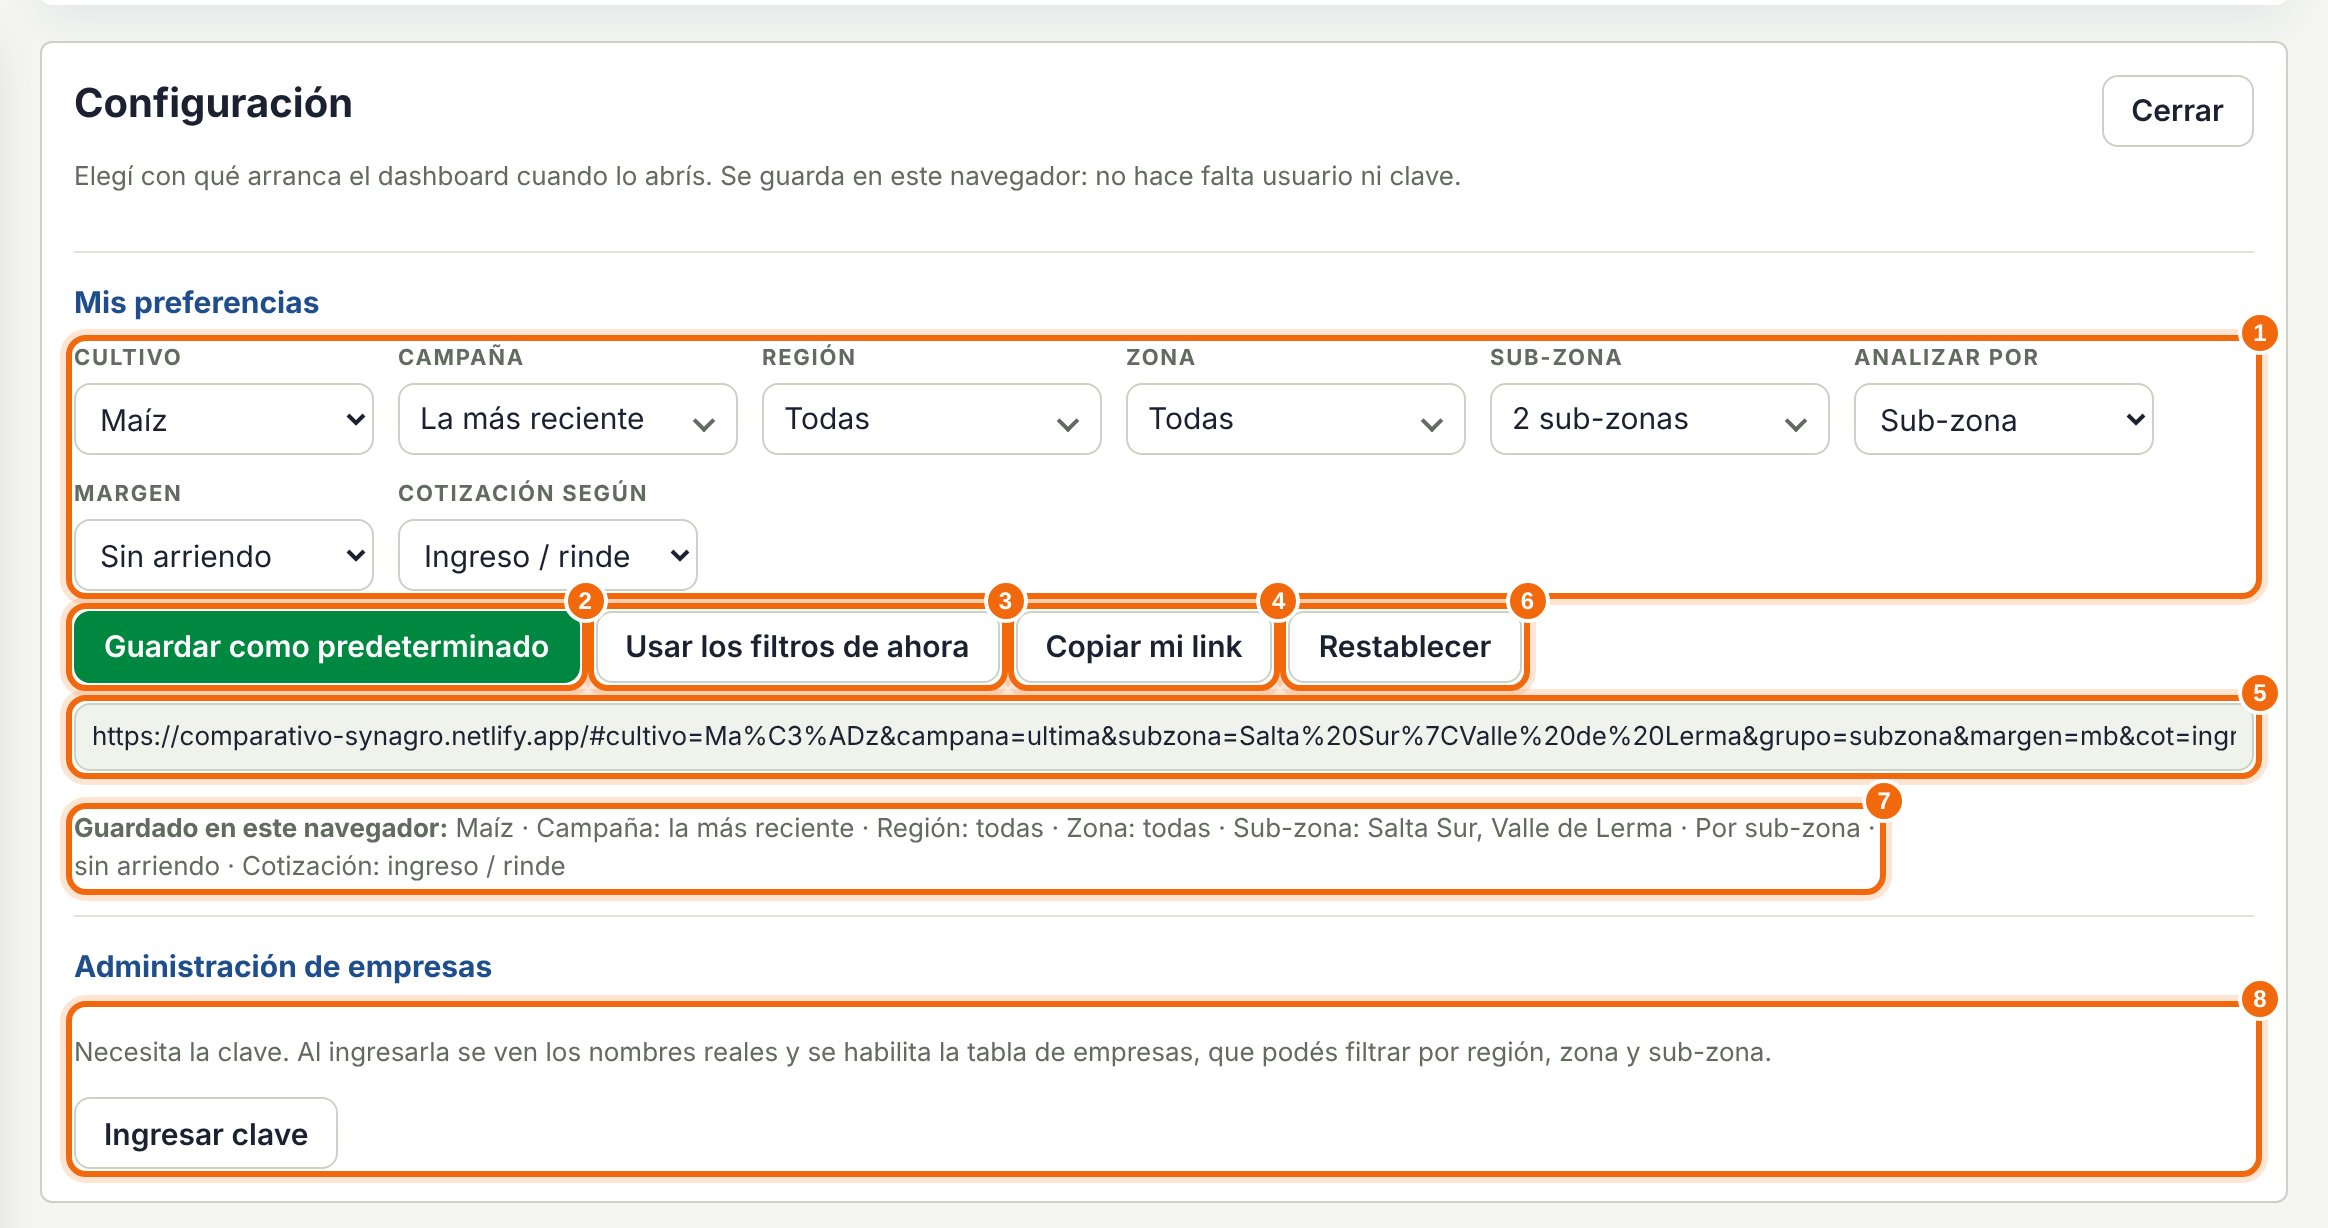 Configuración
Cerrar
Elegí con qué arranca el dashboard cuando lo abrís. Se guarda en este navegador: no hace falta usuario ni clave.
Mis preferencias
1
CULTIVO CAMPAÑA REGIÓN ZONA SUB-ZONA ANALIZAR POR
Maíz La más reciente Todas Todas 2 sub-zonas Sub-zona
MARGEN COTIZACIÓN SEGÚN
Sin arriendo Ingreso / rinde
2 3 4 6
Guardar como predeterminado Usar los filtros de ahora Copiar mi link Restablecer
5
https://comparativo-synagro.netlify.app/#cultivo=Ma%C3%ADz&campana=ultima&subzona=Salta%20Sur%7CValle%20de%20Lerma&grupo=subzona&margen=mb&cot=ingr
7
Guardado en este navegador: Maíz · Campaña: la más reciente · Región: todas · Zona: todas · Sub-zona: Salta Sur, Valle de Lerma · Por sub-zona ·
sin arriendo · Cotización: ingreso / rinde
Administración de empresas
8
Necesita la clave. Al ingresarla se ven los nombres reales y se habilita la tabla de empresas, que podés filtrar por región, zona y sub-zona.
Ingresar clave